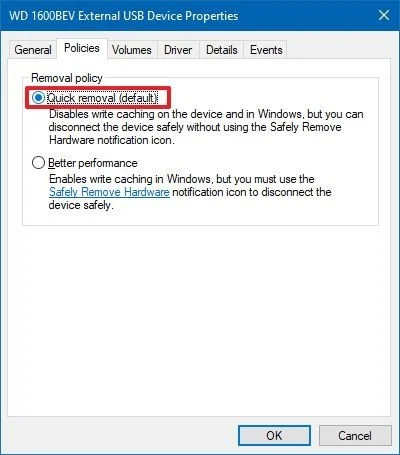 WD 1600BEV External USB Device Properties
General Policies Volumes Driver Details Events
Removal policy
Quick removal (default)
Disables write caching on the device and in Windows, but you can
disconnect the device safely without using the Safely Remove
Hardware notification icon.
Better performance
Enables write caching in Windows, but you must use the
Safely Remove Hardware notification icon to disconnect the
device safely.
OK Cancel